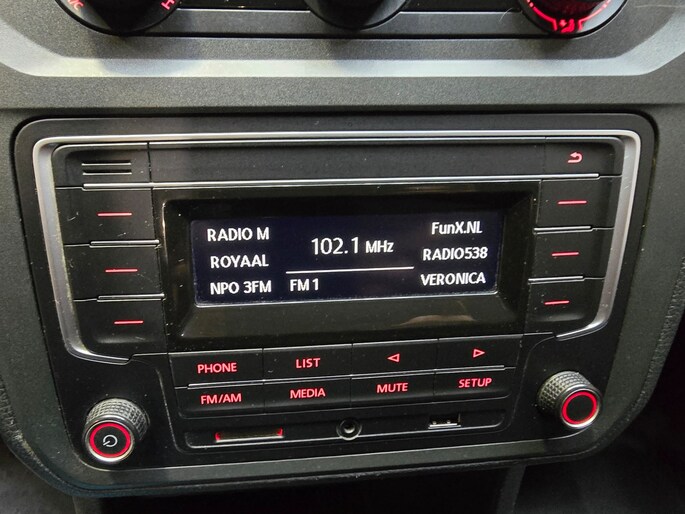 RADIO M
ROYAAL
NPO 3FM
102.1 MHz
FM 1
FunX.NL
RADIO538
VERONICA
PHONE LIST
FM/AM MEDIA MUTE SETUP